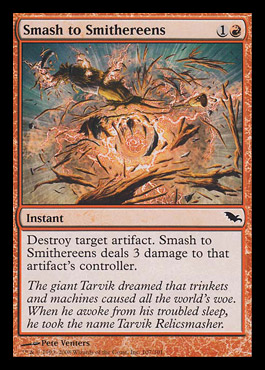 Smash to Smithereens 1
Instant
Destroy target artifact. Smash to
Smithereens deals 3 damage to that
artifact's controller.
The giant Tarvik dreamed that trinkets
and machines caused all the world's woe.
When he awoke from his troubled sleep,
he took the name Tarvik Relicsmasher.
Pete Venters